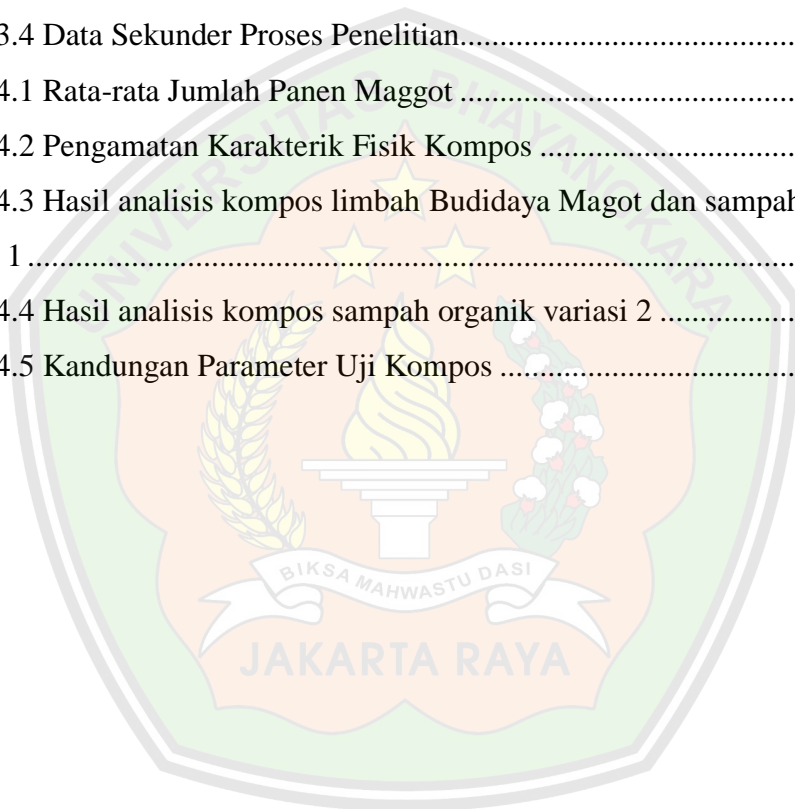 3.4 Data Sekunder Proses Penelitian.......................................
4.1 Rata-rata Jumlah Panen Maggot .......................................
4.2 Pengamatan Karakterik Fisik Kompos ..............................
4.3 Hasil analisis kompos limbah Budidaya Magot dan sampah
1 ..............................................................................................
4.4 Hasil analisis kompos sampah organik variasi 2 ................
4.5 Kandungan Parameter Uji Kompos ...................................
UNIVERSITAS BHAYANGKARA
BIKSA MAHWASTU DASI
JAKARTA RAYA